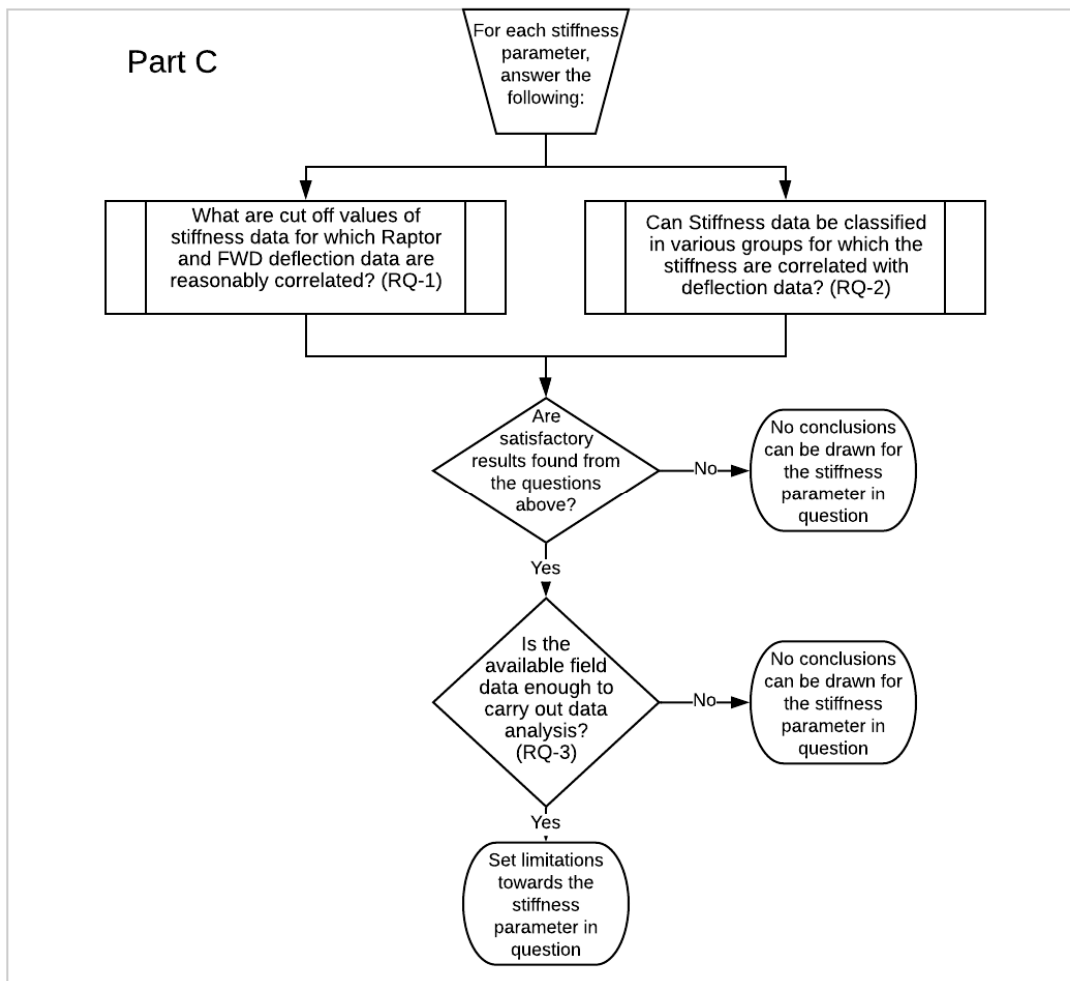 Part C
For each stiffness
parameter,
answer the
following:
What are cut off values of
stiffness data for which Raptor
and FWD deflection data are
reasonably correlated? (RQ-1)
Can Stiffness data be classified
in various groups for which the
stiffness are correlated with
deflection data? (RQ-2)
Are
satisfactory
results found from
the questions
above?
No
No conclusions
can be drawn for
the stiffness
parameter in
question
Yes
Is the
available field
data enough to
carry out data
analysis?
(RQ-3)
No
No conclusions
can be drawn for
the stiffness
parameter in
question
Yes
Set limitations
towards the
stiffness
parameter in
question